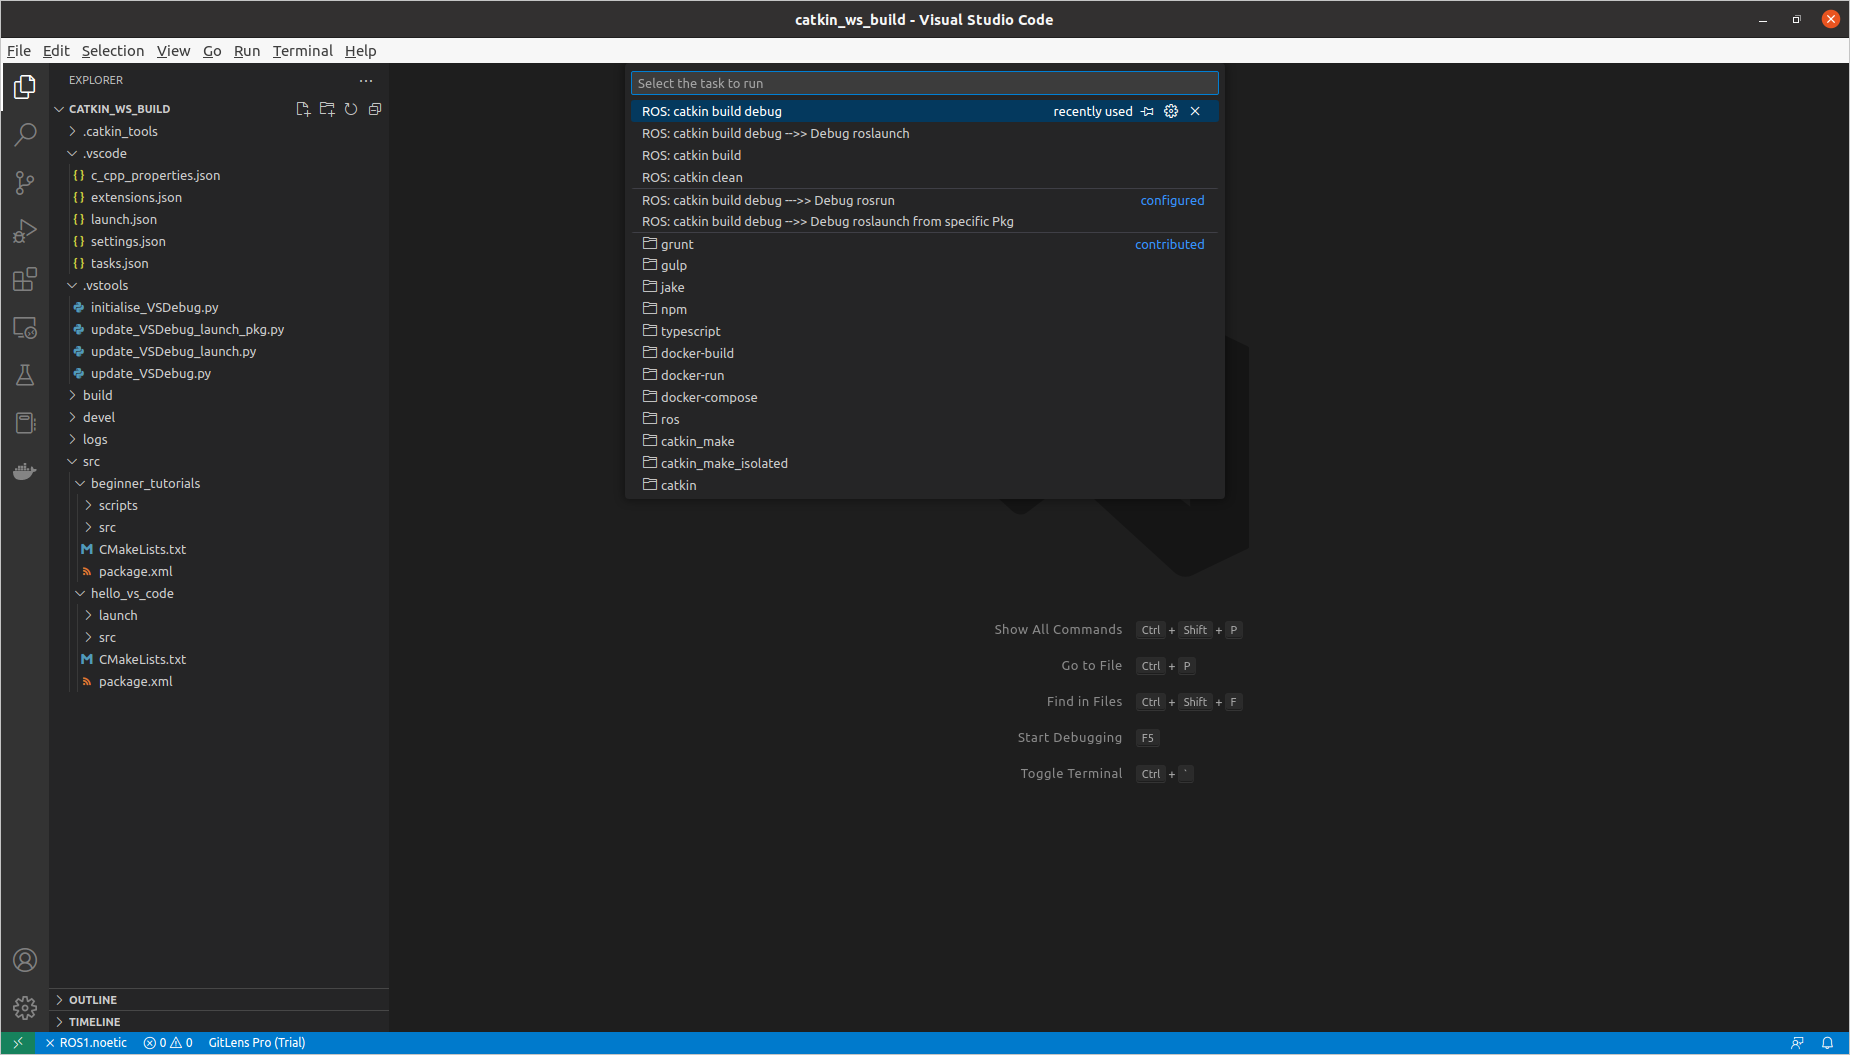 catkin_ws_build - Visual Studio Code
File Edit Selection View Go Run Terminal Help
EXPLORER
CATKIN_WS_BUILD
.catkin_tools
.vscode
{} c_cpp_properties.json
{} extensions.json
{} launch.json
{} settings.json
{} tasks.json
.vstools
initialise_VSDebug.py
update_VSDebug_launch_pkg.py
update_VSDebug_launch.py
update_VSDebug.py
build
devel
logs
src
beginner_tutorials
scripts
src
M CMakeLists.txt
package.xml
hello_vs_code
launch
src
M CMakeLists.txt
package.xml
OUTLINE
TIMELINE
Select the task to run
ROS: catkin build debug recently used
ROS: catkin build debug -->> Debug roslaunch
ROS: catkin build
ROS: catkin clean
ROS: catkin build debug --->> Debug rosrun configured
ROS: catkin build debug -->> Debug roslaunch from specific Pkg
grunt contributed
gulp
jake
npm
typescript
docker-build
docker-run
docker-compose
ros
catkin_make
catkin_make_isolated
catkin
Show All Commands Ctrl + Shift + P
Go to File Ctrl + P
Find in Files Ctrl + Shift + F
Start Debugging F5
Toggle Terminal Ctrl + `
ROS1.noetic 0 0 GitLens Pro (Trial)